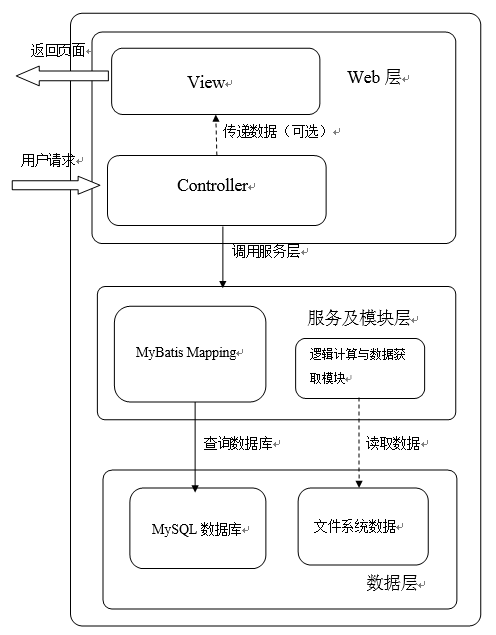 返回页面
View
Web 层
传递数据（可选）
用户请求
Controller
调用服务层
服务及模块层
MyBatis Mapping
逻辑计算与数据获
取模块
查询数据库
读取数据
MySQL 数据库
文件系统数据
数据层